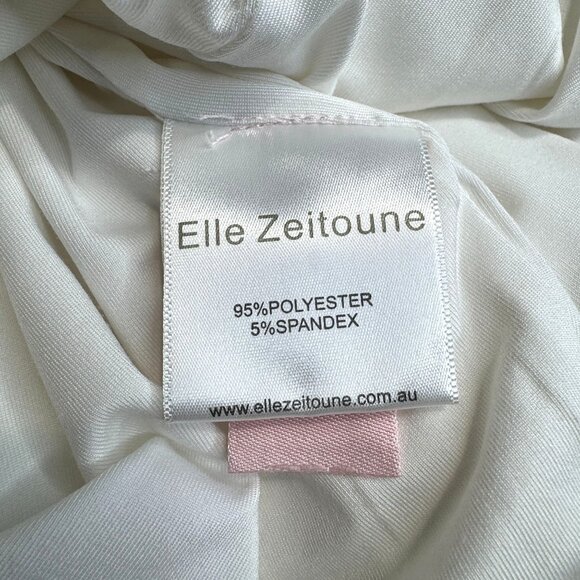 Elle Zeitoune
95%POLYESTER
5%SPANDEX
www.ellezeitoune.com.au